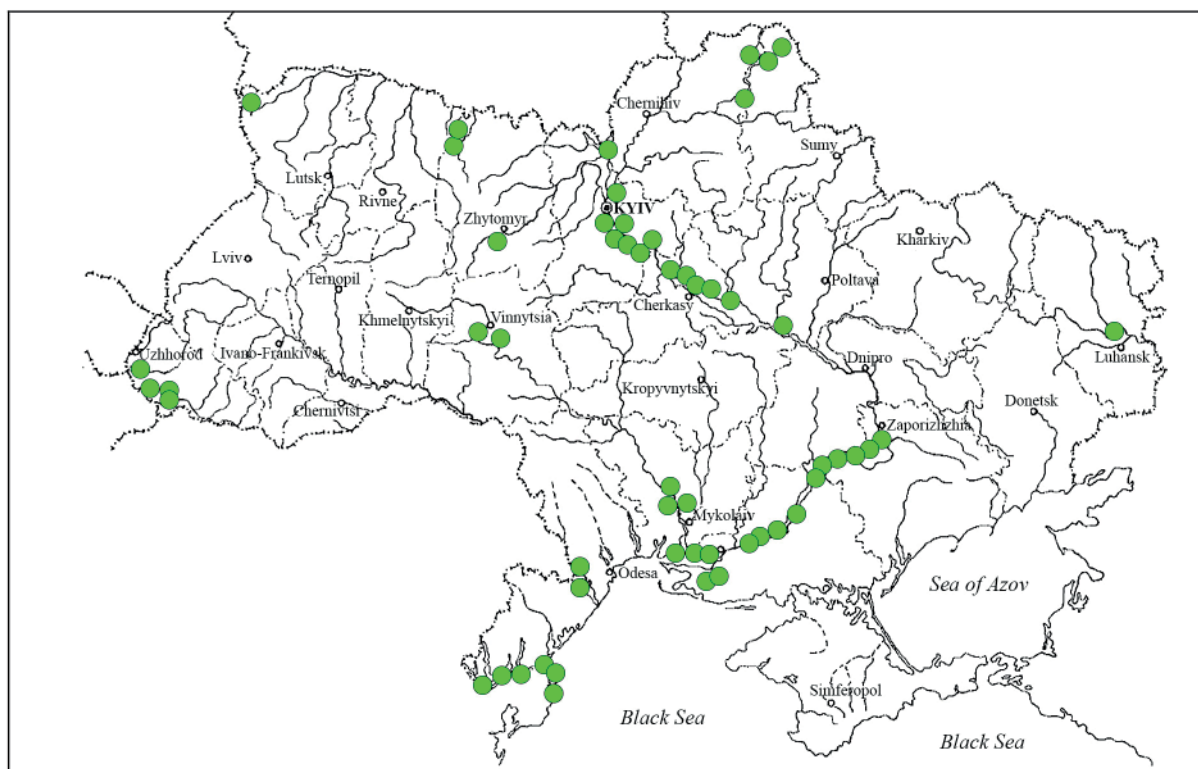 Chernihiv
Sumy
Lutsk
Rivne
KYIV
Zhytomyr
Kharkiv
Lviv
Ternopil
Poltava
Cherkasy
Khmelnytskyi
Vinnytsia
Uzhhorod
Ivano-Frankivsk
Luhansk
Dnipro
Kropyvnytskyi
Chernivtsi
Donetsk
Zaporizhzhia
Mykolaiv
Odesa
Sea of Azov
Simferopol
Black Sea
Black Sea